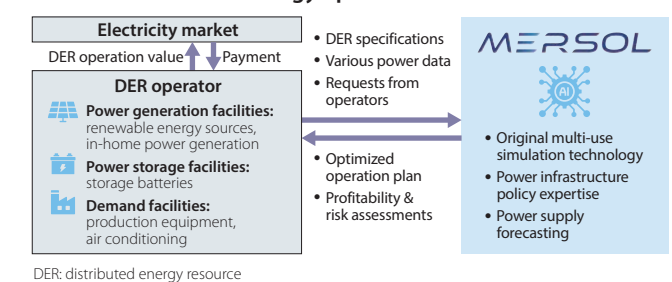 Electricity market
DER operation value
Payment
DER operator
Power generation facilities:
renewable energy sources,
in-home power generation
Power storage facilities:
storage batteries
Demand facilities:
production equipment,
air conditioning
• DER specifications
• Various power data
• Requests from
operators
• Optimized
operation plan
• Profitability &
risk assessments
MERSOL
AI
• Original multi-use
simulation technology
• Power infrastructure
policy expertise
• Power supply
forecasting
DER: distributed energy resource